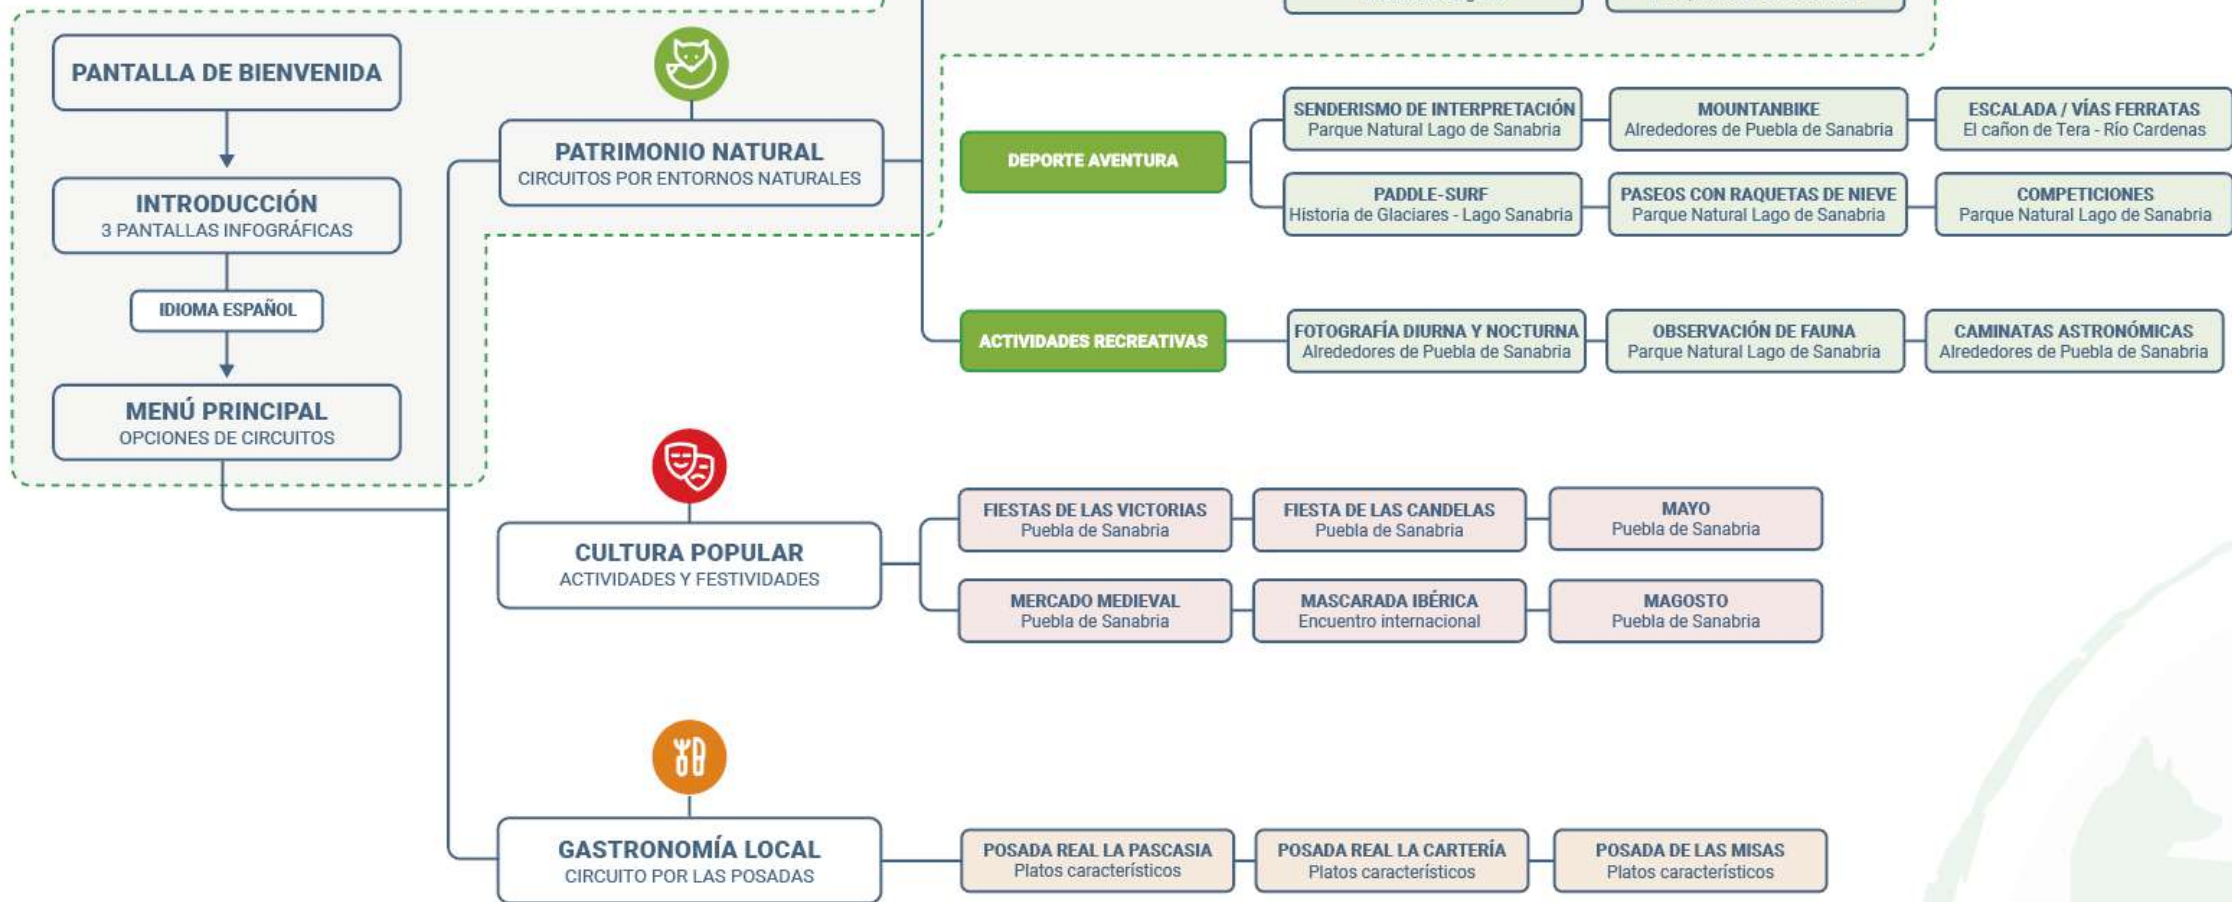 PANTALLA DE BIENVENIDA
INTRODUCCIÓN
3 PANTALLAS INFOGRÁFICAS
IDIOMA ESPAÑOL
MENÚ PRINCIPAL
OPCIONES DE CIRCUITOS
PATRIMONIO NATURAL
CIRCUITOS POR ENTORNOS NATURALES
DEPORTE AVENTURA
SENDERISMO DE INTERPRETACIÓN
Parque Natural Lago de Sanabria
MOUNTANBIKE
Alrededores de Puebla de Sanabria
ESCALADA / VÍAS FERRATAS
El cañon de Tera - Río Cardenas
PADDLE-SURF
Historia de Glaciares - Lago Sanabria
PASEOS CON RAQUETAS DE NIEVE
Parque Natural Lago de Sanabria
COMPETICIONES
Parque Natural Lago de Sanabria
ACTIVIDADES RECREATIVAS
FOTOGRAFÍA DIURNA Y NOCTURNA
Alrededores de Puebla de Sanabria
OBSERVACIÓN DE FAUNA
Parque Natural Lago de Sanabria
CAMINATAS ASTRONÓMICAS
Alrededores de Puebla de Sanabria
CULTURA POPULAR
ACTIVIDADES Y FESTIVIDADES
FIESTAS DE LAS VICTORIAS
Puebla de Sanabria
FIESTA DE LAS CANDELAS
Puebla de Sanabria
MAYO
Puebla de Sanabria
MERCADO MEDIEVAL
Puebla de Sanabria
MASCARADA IBÉRICA
Encuentro internacional
MAGOSTO
Puebla de Sanabria
GASTRONOMÍA LOCAL
CIRCUITO POR LAS POSADAS
POSADA REAL LA PASCASIA
Platos característicos
POSADA REAL LA CARTERÍA
Platos característicos
POSADA DE LAS MISAS
Platos característicos